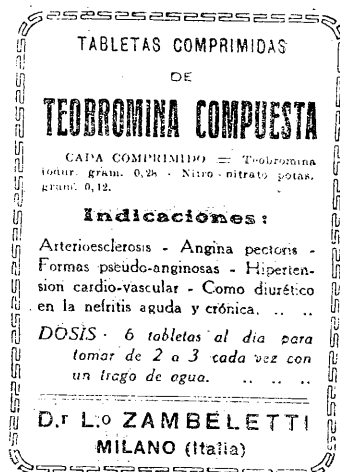 TABLETAS COMPRIMIDAS
DE
TEOBROMINA COMPUESTA
CADA COMPRIMIDO = Teobromina
iodur. gram. 0,28 - Nitro-nitrato potas.
gram. 0,12.
Indicaciones:
Arterioesclerosis - Angina pectoris -
Formas pseudo-anginosas - Hiperten-
sion cardio-vascular - Como diurético
en la nefritis aguda y crónica. .. ..
DOSIS - 6 tabletas al dia para
tomar de 2 a 3 cada vez con
un trago de agua. .. .. ..
D.r L.o ZAMBELETTI
MILANO (Italia)